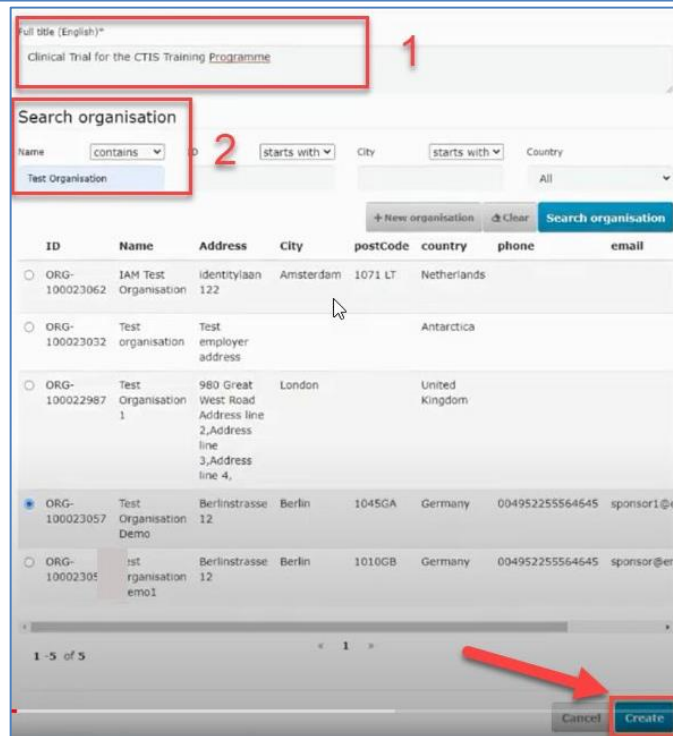 Full title (English)*
Clinical Trial for the CTIS Training Programme
1
Search organisation
Name contains starts with City starts with Country
2
Test Organisation All
+ New organisation Clear Search organisation
ID Name Address City postCode country phone email
ORG- IAM Test identitylaan Amsterdam 1071 LT Netherlands
100023062 Organisation 122
ORG- Test Test Antarctica
100023032 organisation employer
address
ORG- Test 980 Great London United
100022987 Organisation West Road Kingdom
1 Address line
2,Address
line
3,Address
line 4,
ORG- Test Berlinstrasse Berlin 1045GA Germany 004952255564645 sponsor1@e
100023057 Organisation 12
Demo
ORG- Berlinstrasse Berlin 1010GB Germany 004952255564645 sponsor@en
12
1 -5 of 5 « 1 »
Cancel Create